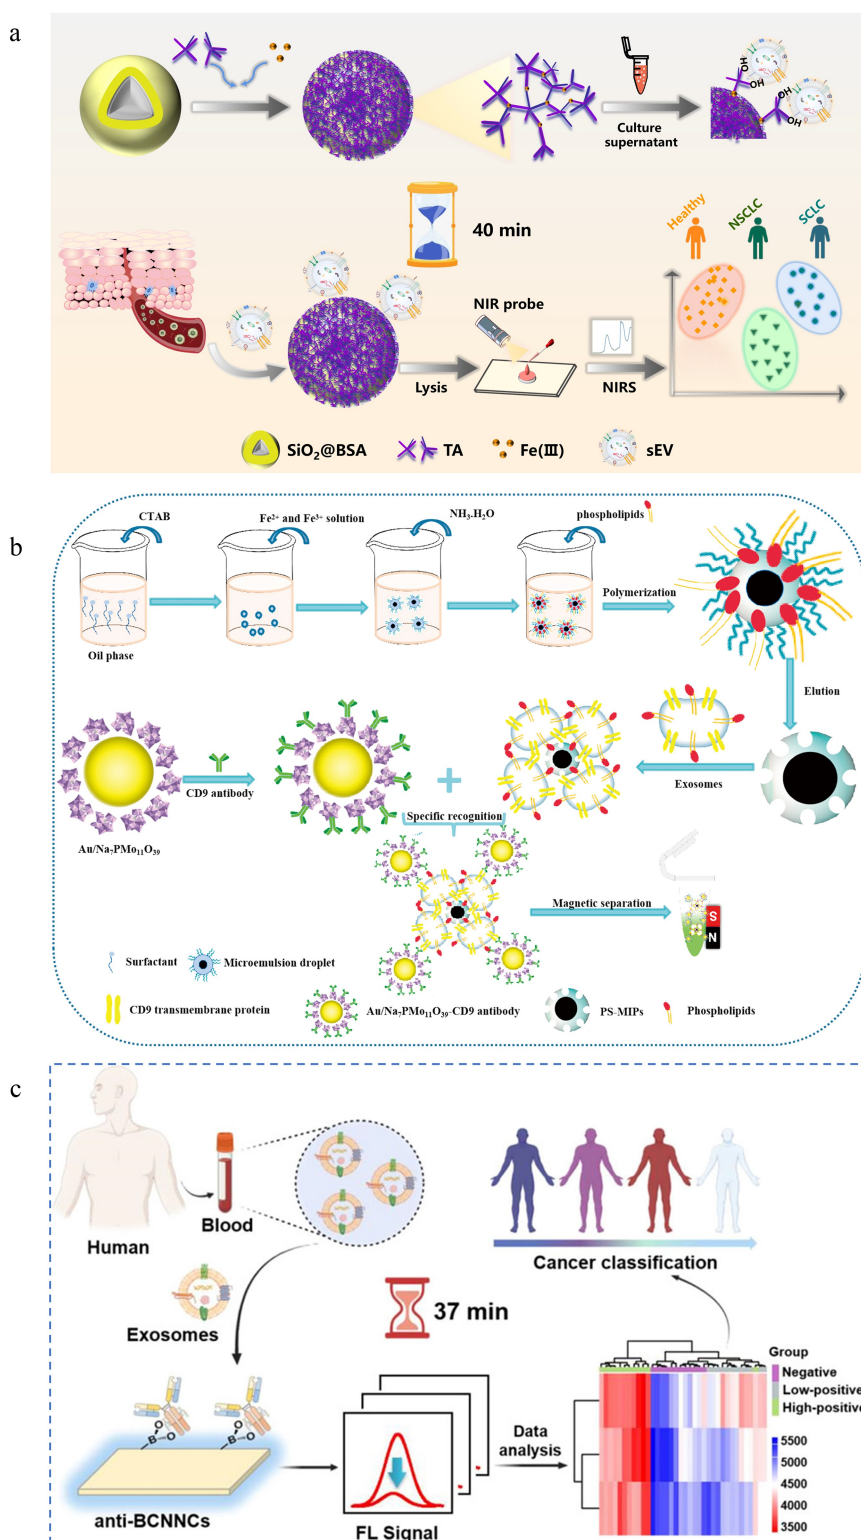 a
OH
OH
OH
Culture
supernatant
40 min
Healthy
NSCLC
SCLC
NIR probe
Lysis
NIRS
SiO₂@BSA
TA
Fe(Ⅲ)
sEV
b
CTAB
Fe²⁺ and Fe³⁺ solution
NH₃.H₂O
phospholipids
Polymerization
Oil phase
Elution
CD9 antibody
Exosomes
Au/Na₇PMo₁₁O₃₉
Specific recognition
Magnetic separation
S
N
Surfactant
Microemulsion droplet
CD9 transmembrane protein
Au/Na₇PMo₁₁O₃₉-CD9 antibody
PS-MIPs
Phospholipids
c
Human
Blood
Cancer classification
Exosomes
37 min
Group
Negative
Low-positive
High-positive
B
O
O
B
O
O
Data
analysis
5500
5000
4500
4000
3500
anti-BCNNCs
FL Signal